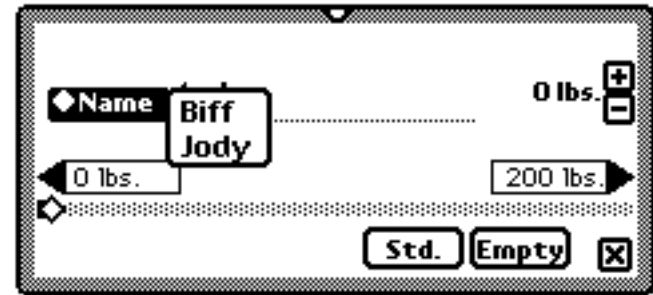 Name
Biff
Jody
0 lbs.
+
−
0 lbs.
200 lbs.
Std.
Empty